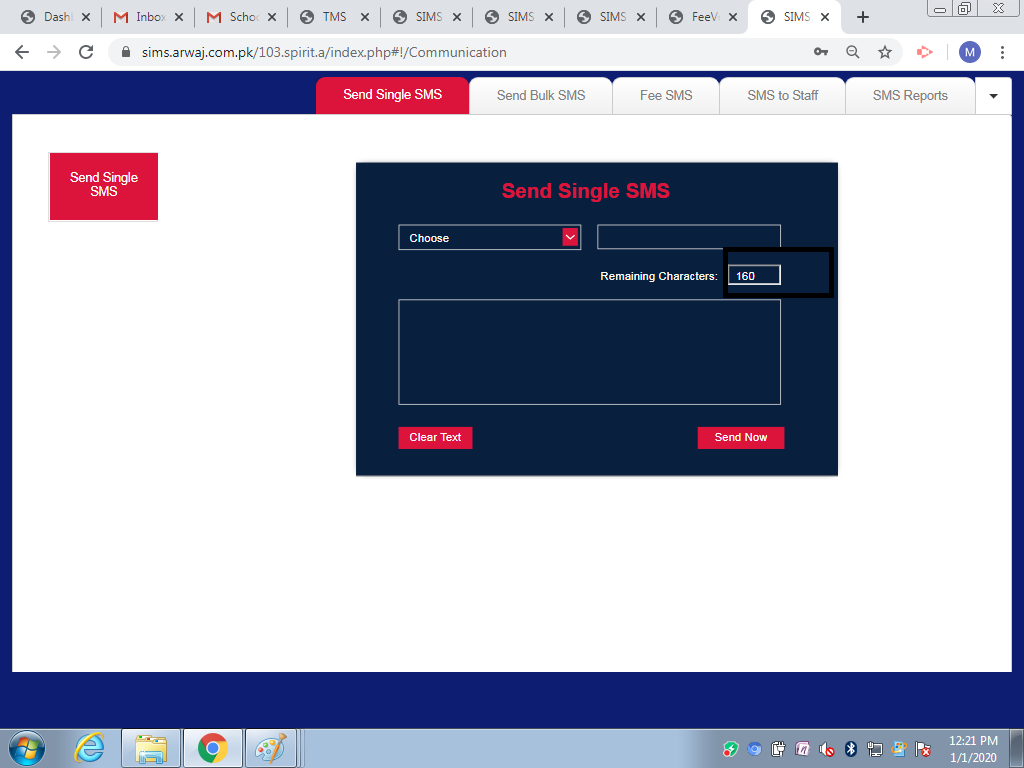 Dash
Inbox
Schoo
TMS
SIMS
SIMS
SIMS
FeeV
SIMS
sims.arwaj.com.pk/103.spirit.a/index.php#!/Communication
M
Send Single SMS
Send Bulk SMS
Fee SMS
SMS to Staff
SMS Reports
Send Single
SMS
Send Single SMS
Choose
Remaining Characters:
160
Clear Text
Send Now
12:21 PM
1/1/2020